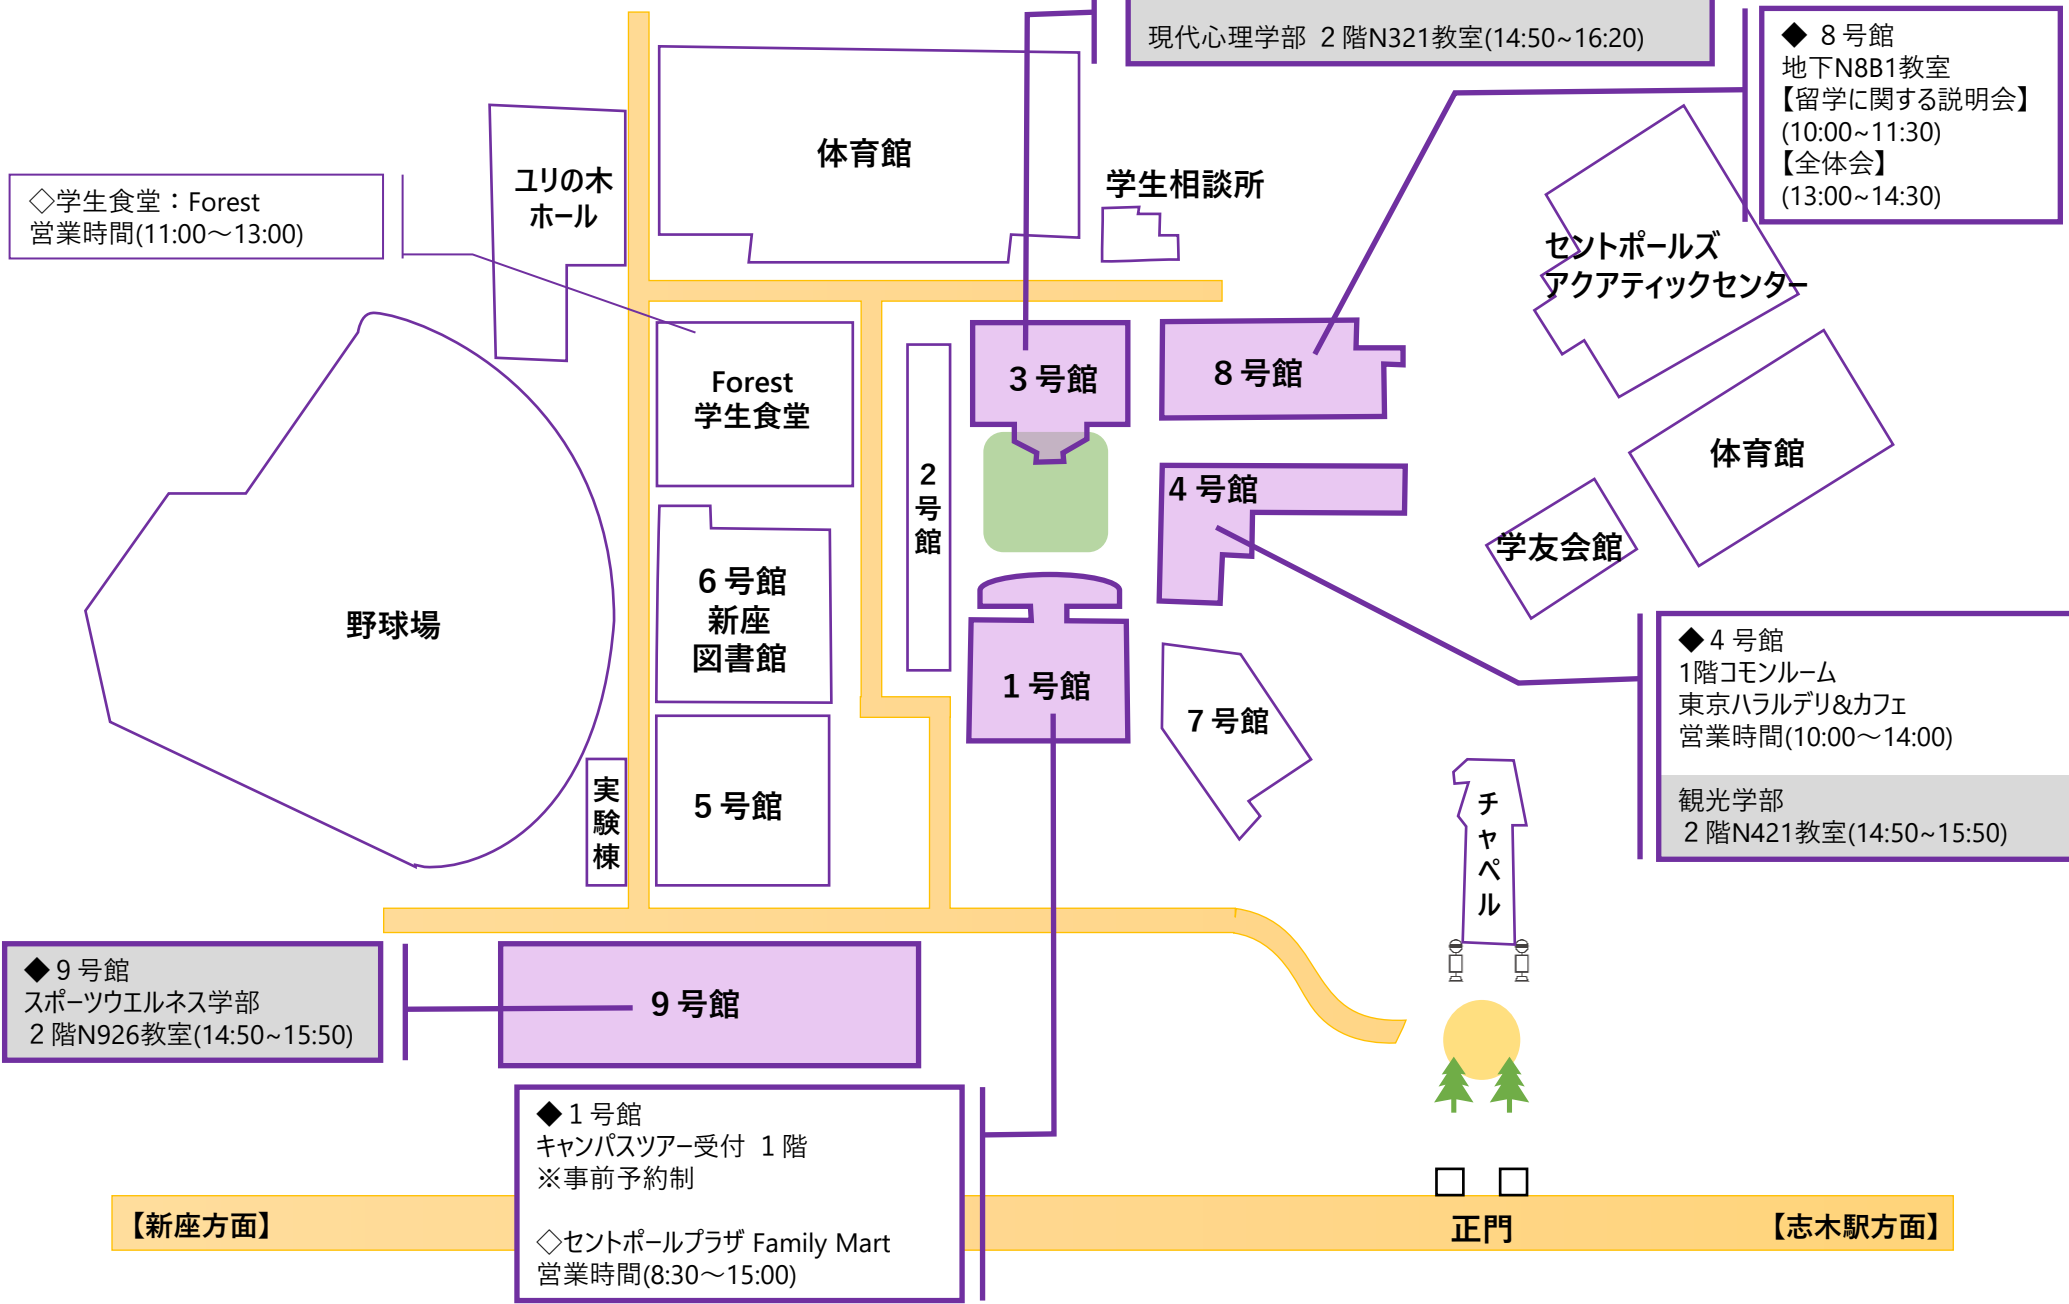 現代心理学部 ２階N321教室(14:50~16:20)
◆ ８号館
地下N8B1教室
【留学に関する説明会】
(10:00~11:30)
【全体会】
(13:00~14:30)
体育館
ユリの木
ホール
学生相談所
◇学生食堂：Forest
営業時間(11:00～13:00)
セントポールズ
アクアティックセンター
Forest
学生食堂
３号館
８号館
２号館
４号館
体育館
学友会館
野球場
６号館
新座
図書館
１号館
７号館
◆４号館
1階コモンルーム
東京ハラルデリ&カフェ
営業時間(10:00～14:00)
観光学部
２階N421教室(14:50~15:50)
実験棟
５号館
チャペル
◆９号館
スポーツウエルネス学部
２階N926教室(14:50~15:50)
９号館
◆１号館
キャンパスツアー受付 １階
※事前予約制
◇セントポールプラザ Family Mart
営業時間(8:30～15:00)
【新座方面】
正門
【志木駅方面】